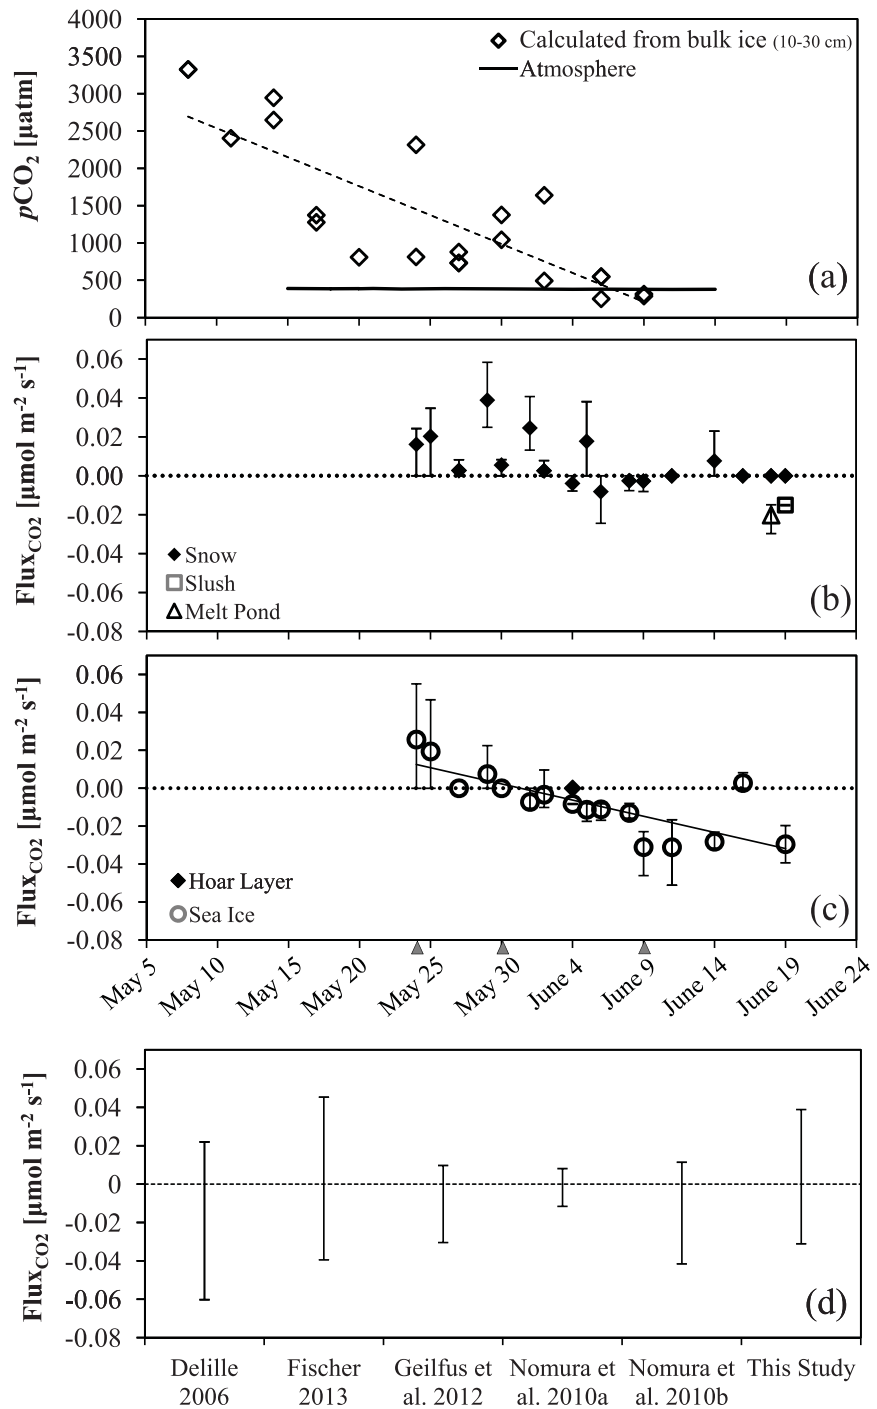 4000
3500
3000
2500
2000
1500
1000
500
0
pCO2 [µatm]
Calculated from bulk ice (10-30 cm)
Atmosphere
(a)
0.06
0.04
0.02
0.00
-0.02
-0.04
-0.06
-0.08
FluxCO2 [µmol m-2 s-1]
Snow
Slush
Melt Pond
(b)
0.06
0.04
0.02
0.00
-0.02
-0.04
-0.06
-0.08
FluxCO2 [µmol m-2 s-1]
Hoar Layer
Sea Ice
(c)
May 5
May 10
May 15
May 20
May 25
May 30
June 4
June 9
June 14
June 19
June 24
0.06
0.04
0.02
0
-0.02
-0.04
-0.06
-0.08
FluxCO2 [µmol m-2 s-1]
(d)
Delille
2006
Fischer
2013
Geilfus et
al. 2012
Nomura et
al. 2010a
Nomura et
al. 2010b
This Study